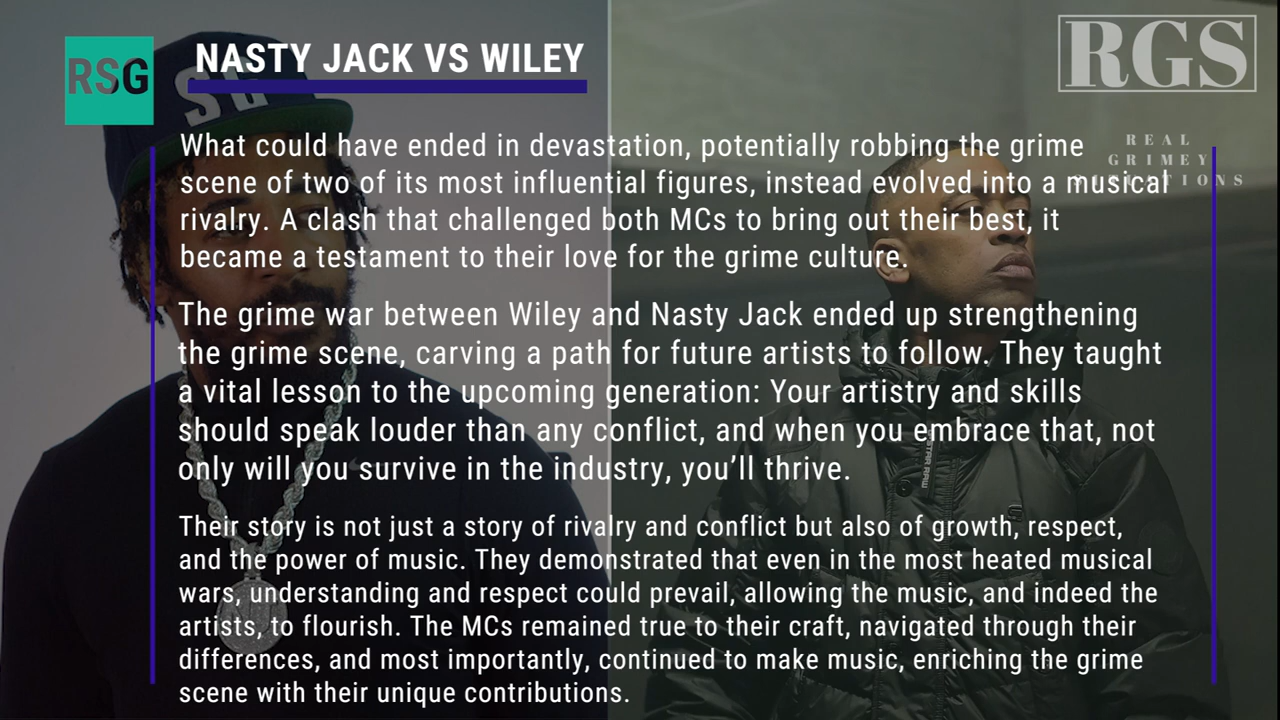 RSG
NASTY JACK VS WILEY
RGS
REAL
GRIMEY
SITUATIONS
SG
What could have ended in devastation, potentially robbing the grime
scene of two of its most influential figures, instead evolved into a musical
rivalry. A clash that challenged both MCs to bring out their best, it
became a testament to their love for the grime culture.
The grime war between Wiley and Nasty Jack ended up strengthening
the grime scene, carving a path for future artists to follow. They taught
a vital lesson to the upcoming generation: Your artistry and skills
should speak louder than any conflict, and when you embrace that, not
only will you survive in the industry, you’ll thrive.
Their story is not just a story of rivalry and conflict but also of growth, respect,
and the power of music. They demonstrated that even in the most heated musical
wars, understanding and respect could prevail, allowing the music, and indeed the
artists, to flourish. The MCs remained true to their craft, navigated through their
differences, and most importantly, continued to make music, enriching the grime
scene with their unique contributions.